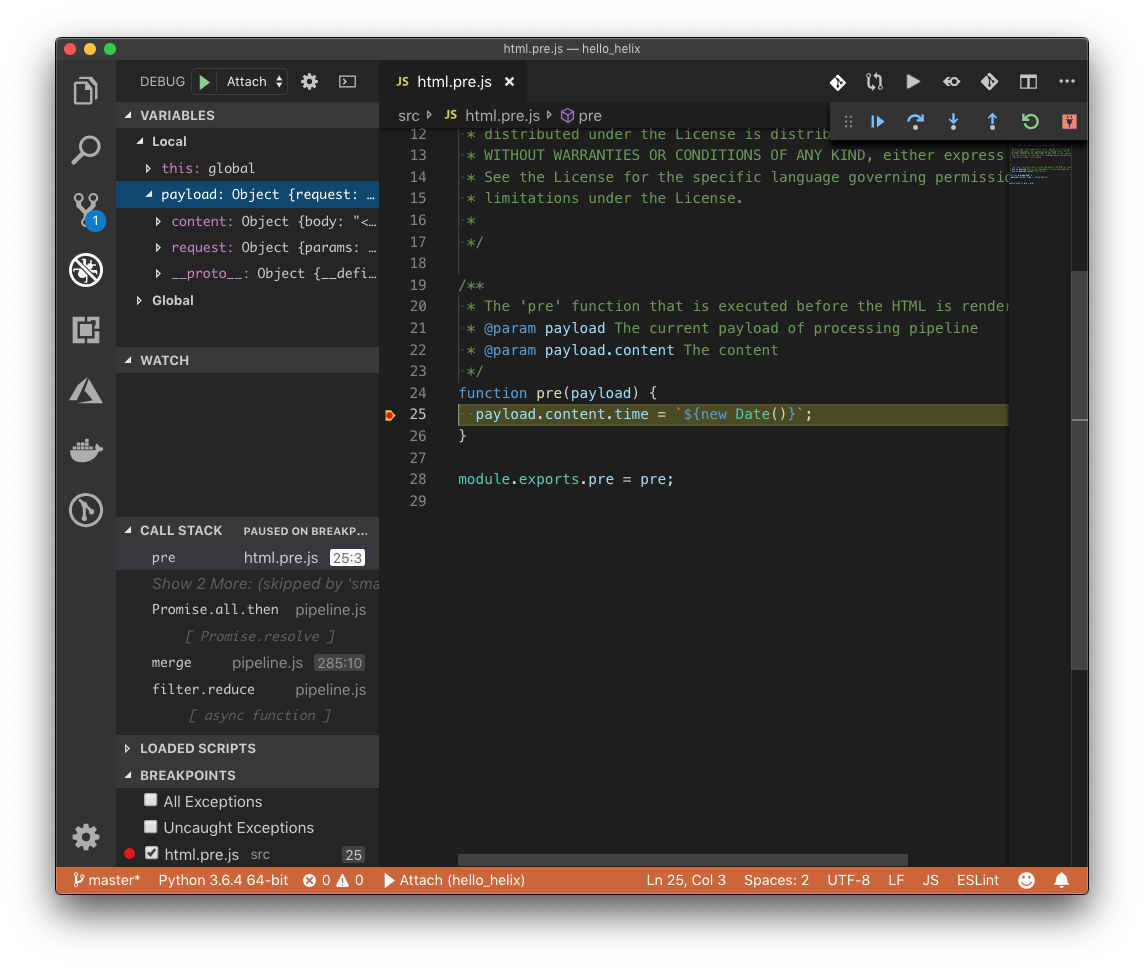 html.pre.js — hello_helix
DEBUG Attach
JS html.pre.js ×
VARIABLES
Local
this: global
payload: Object {request: …
content: Object {body: "<…
request: Object {params: …
__proto__: Object {__defi…
Global
WATCH
CALL STACK PAUSED ON BREAKP…
pre html.pre.js 25:3
Show 2 More: (skipped by 'sma
Promise.all.then pipeline.js
[ Promise.resolve ]
merge pipeline.js 285:10
filter.reduce pipeline.js
[ async function ]
LOADED SCRIPTS
BREAKPOINTS
All Exceptions
Uncaught Exceptions
html.pre.js src 25
1
src JS html.pre.js pre
12 * distributed under the License is distrib
13 * WITHOUT WARRANTIES OR CONDITIONS OF ANY KIND, either express
14 * See the License for the specific language governing permissio
15 * limitations under the License.
16 *
17 */
18
19 /**
20 * The 'pre' function that is executed before the HTML is render
21 * @param payload The current payload of processing pipeline
22 * @param payload.content The content
23 */
24 function pre(payload) {
25 payload.content.time = `${new Date()}`;
26 }
27
28 module.exports.pre = pre;
29
master* Python 3.6.4 64-bit 0 0 Attach (hello_helix) Ln 25, Col 3 Spaces: 2 UTF-8 LF JS ESLint